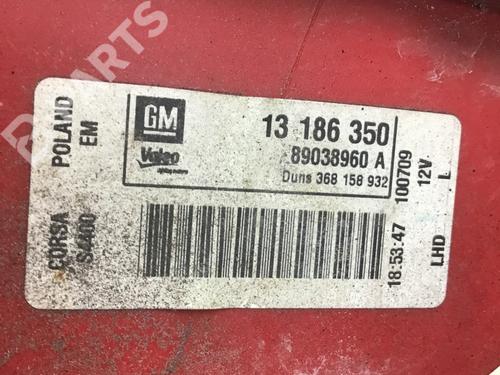 B PARTS
CORSA POLAND
S4400 EM
GM
Valeo
13 186 350
89038960 A
Duns 368 158 932
18:53:47 100709
LHD 12V L